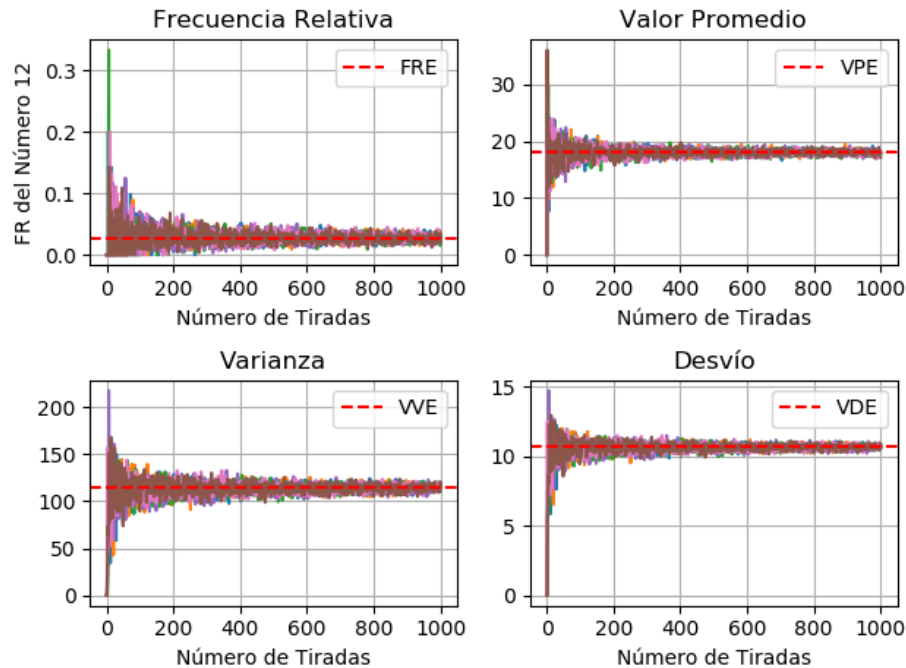 Frecuencia Relativa
FR del Número 12
0.3
0.2
0.1
0.0
FRE
0 200 400 600 800 1000
Número de Tiradas
Valor Promedio
30
20
10
0
VPE
0 200 400 600 800 1000
Número de Tiradas
Varianza
200
150
100
50
0
VVE
0 200 400 600 800 1000
Número de Tiradas
Desvío
15
10
5
0
VDE
0 200 400 600 800 1000
Número de Tiradas